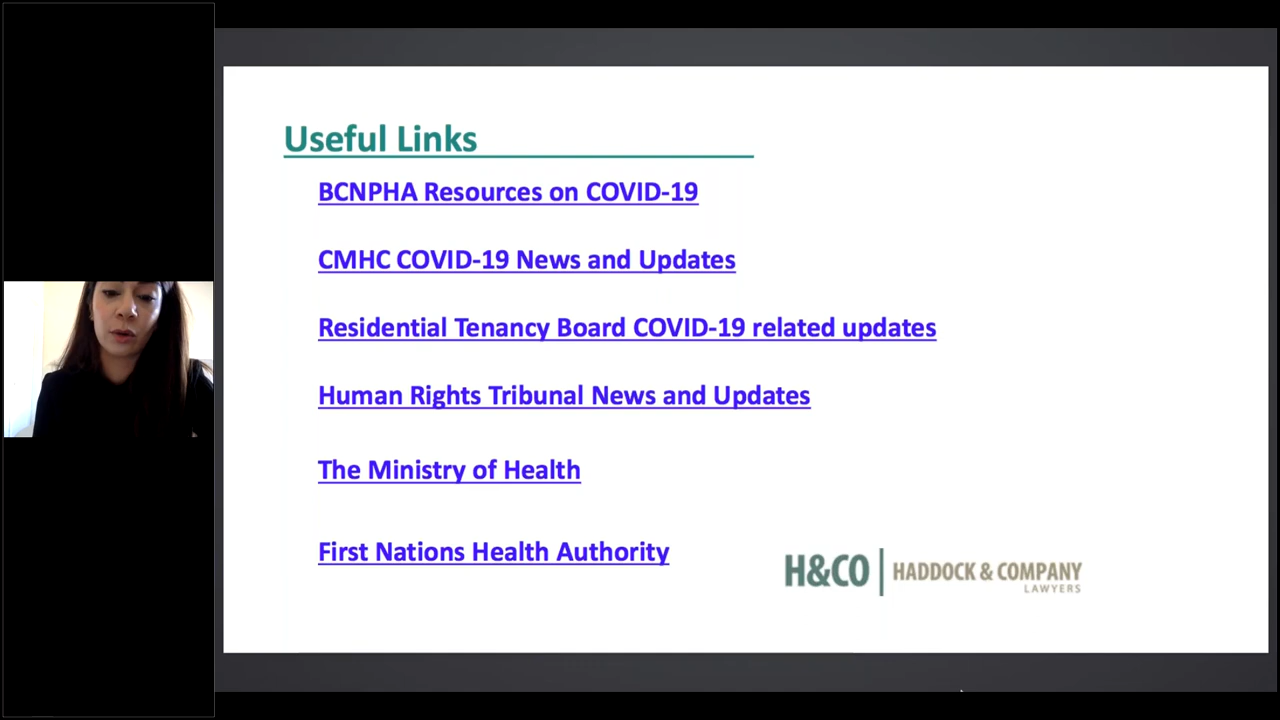 Useful Links
BCNPHA Resources on COVID-19
CMHC COVID-19 News and Updates
Residential Tenancy Board COVID-19 related updates
Human Rights Tribunal News and Updates
The Ministry of Health
First Nations Health Authority
H&CO
HADDOCK & COMPANY
LAWYERS